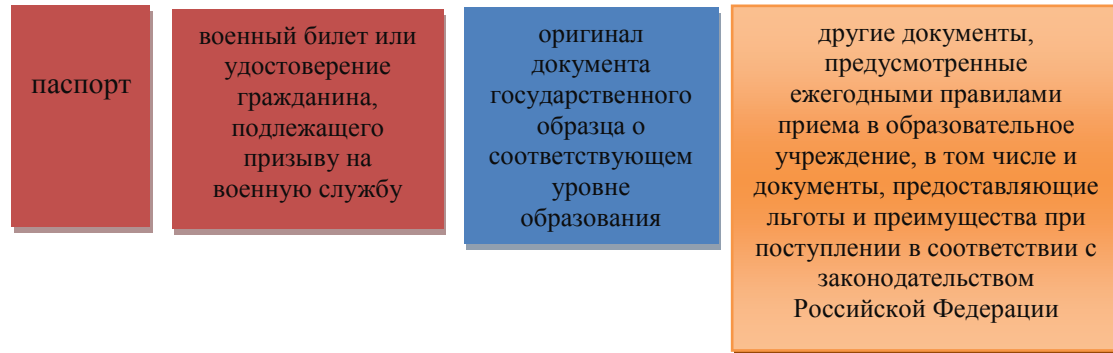 паспорт
военный билет или
удостоверение
гражданина,
подлежащего
призыву на
военную службу
оригинал
документа
государственного
образца о
соответствующем
уровне
образования
другие документы,
предусмотренные
ежегодными правилами
приема в образовательное
учреждение, в том числе и
документы, предоставляющие
льготы и преимущества при
поступлении в соответствии с
законодательством
Российской Федерации